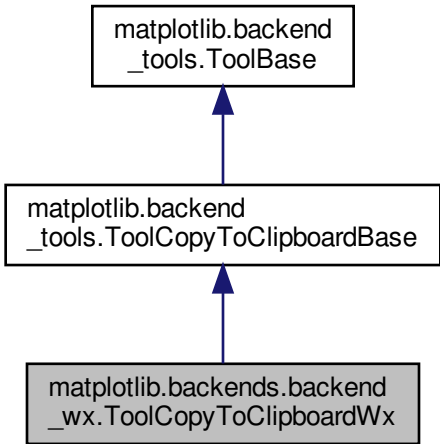 matplotlib.backend
_tools.ToolBase
matplotlib.backend
_tools.ToolCopyToClipboardBase
matplotlib.backends.backend
_wx.ToolCopyToClipboardWx